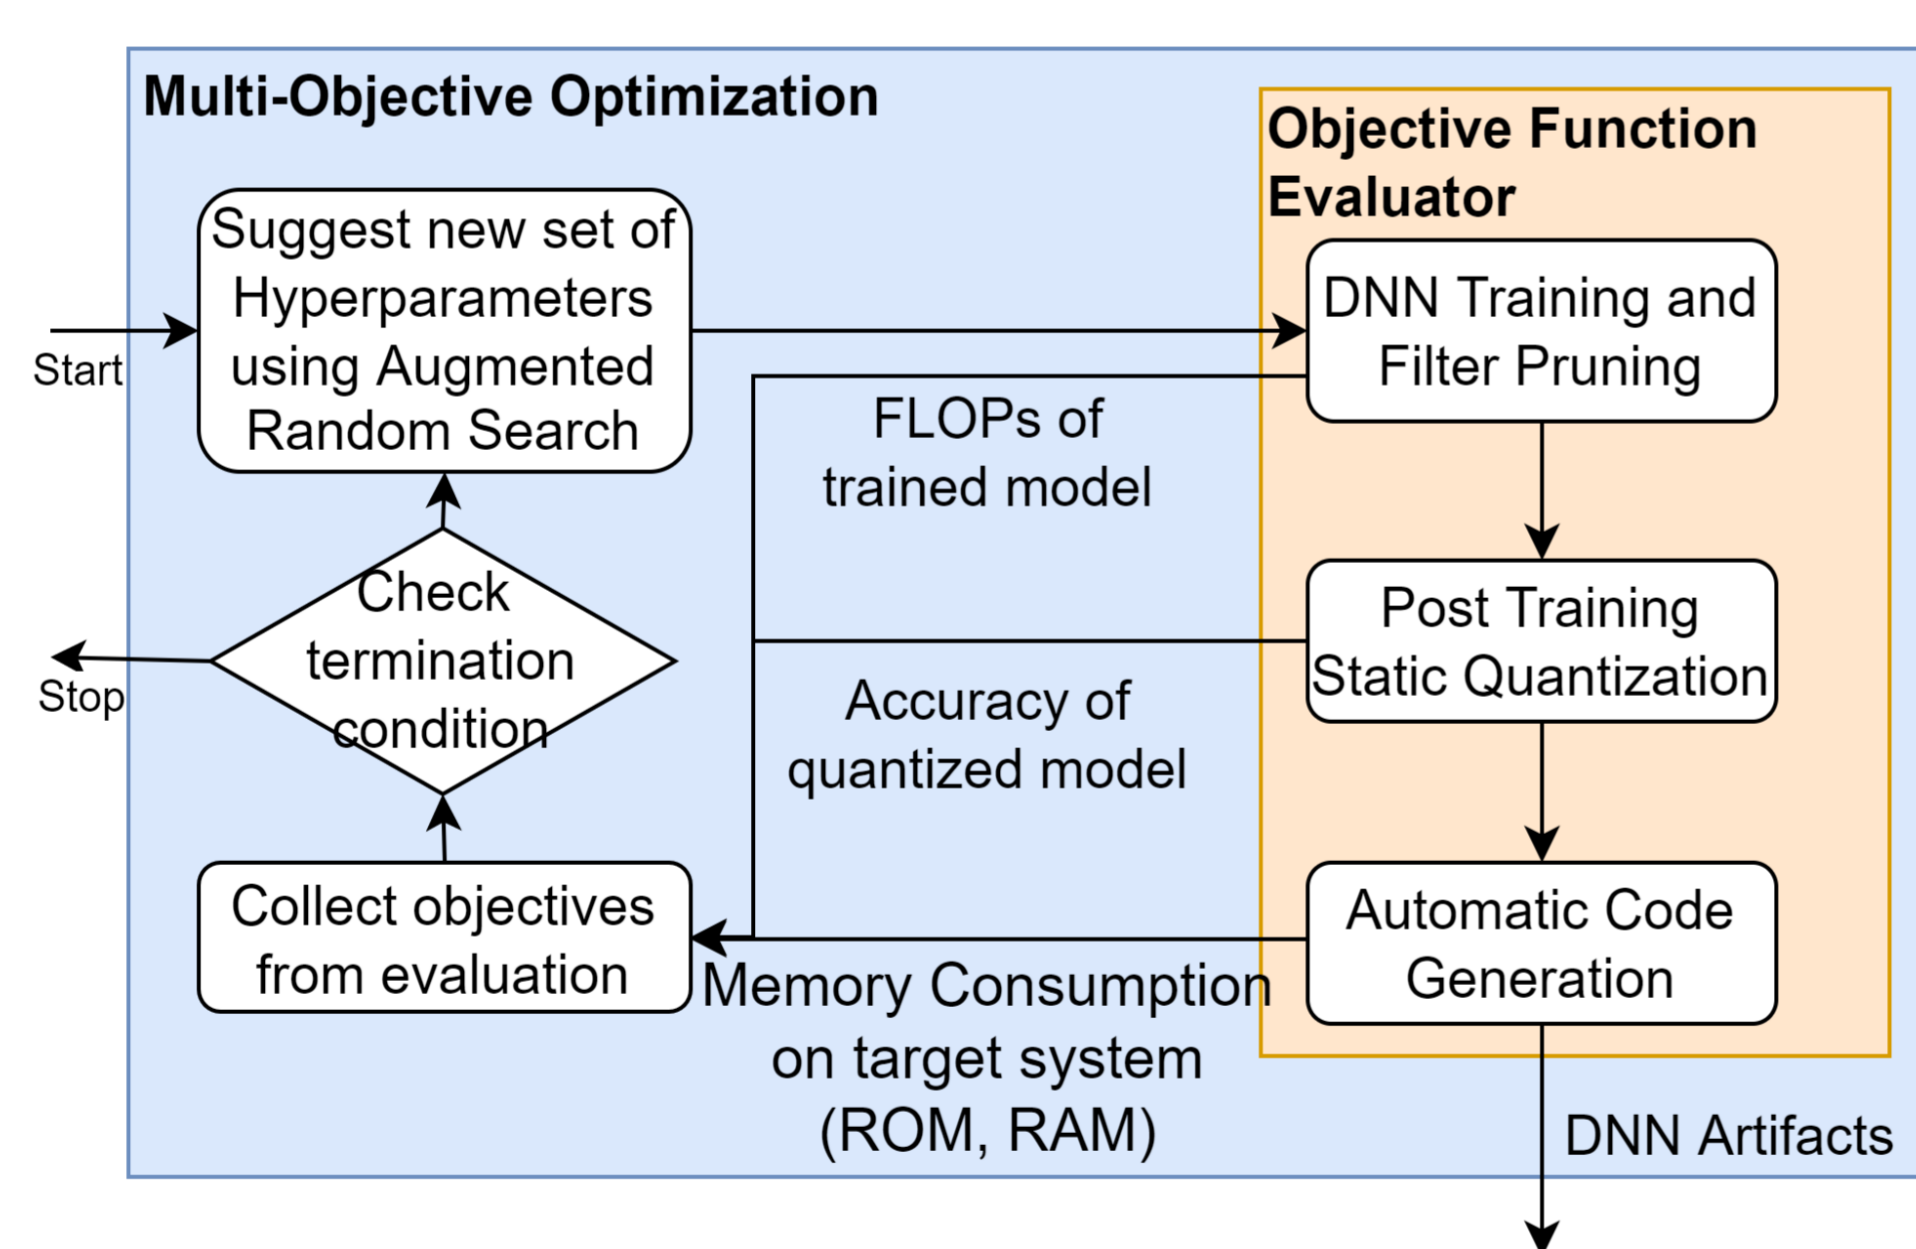 Multi-Objective Optimization
Objective Function
Evaluator
Suggest new set of
Hyperparameters
using Augmented
Random Search
Start
DNN Training and
Filter Pruning
FLOPs of
trained model
Check
termination
condition
Stop
Post Training
Static Quantization
Accuracy of
quantized model
Collect objectives
from evaluation
Automatic Code
Generation
Memory Consumption
on target system
(ROM, RAM)
DNN Artifacts